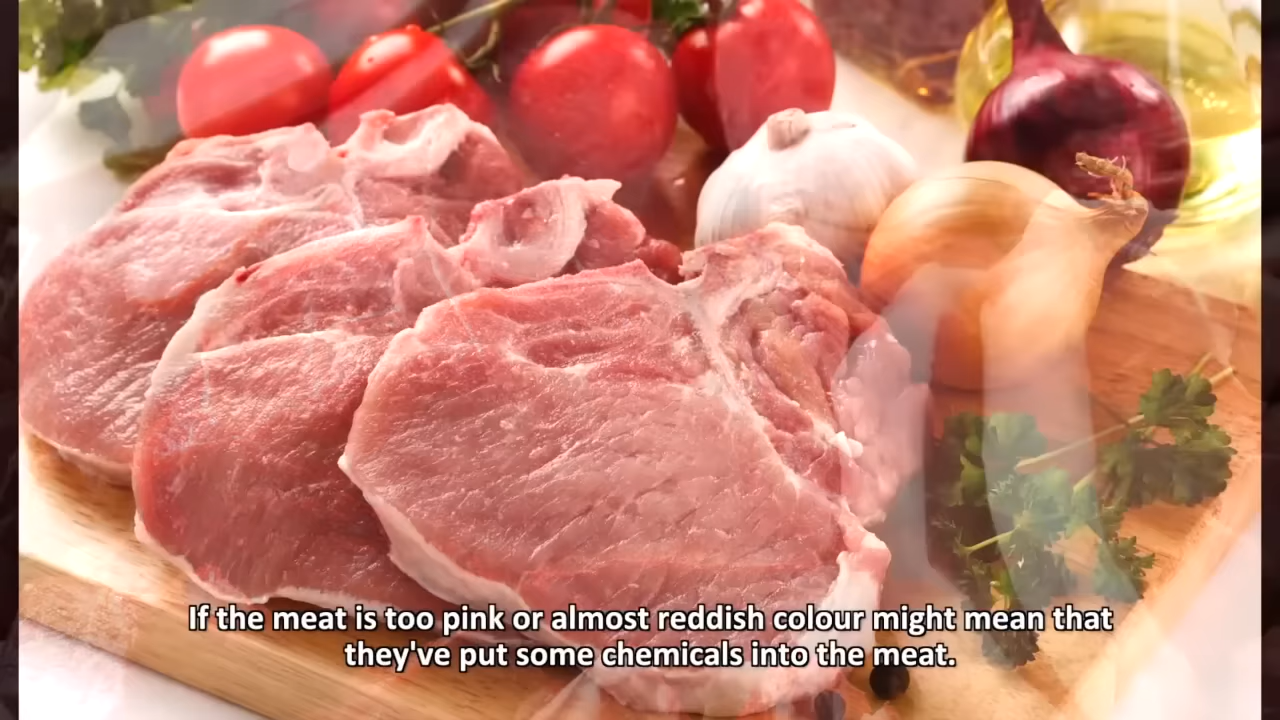 If the meat is too pink or almost reddish colour might mean that
they've put some chemicals into the meat.